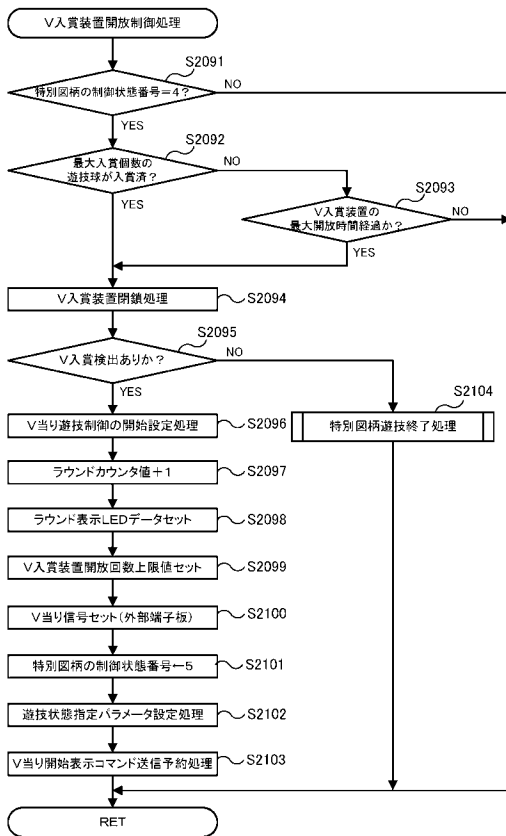 V入賞装置開放制御処理
S2091
特別図柄の制御状態番号=4?
NO
YES
S2092
最大入賞個数の
遊技球が入賞済?
NO
YES
S2093
V入賞装置の
最大開放時間経過か?
NO
YES
V入賞装置閉鎖処理
S2094
S2095
V入賞検出ありか?
NO
YES
S2104
V当り遊技制御の開始設定処理
S2096
特別図柄遊技終了処理
ラウンドカウンタ値+1
S2097
ラウンド表示LEDデータセット
S2098
V入賞装置開放回数上限値セット
S2099
V当り信号セット(外部端子板)
S2100
特別図柄の制御状態番号←5
S2101
遊技状態指定パラメータ設定処理
S2102
V当り開始表示コマンド送信予約処理
S2103
RET